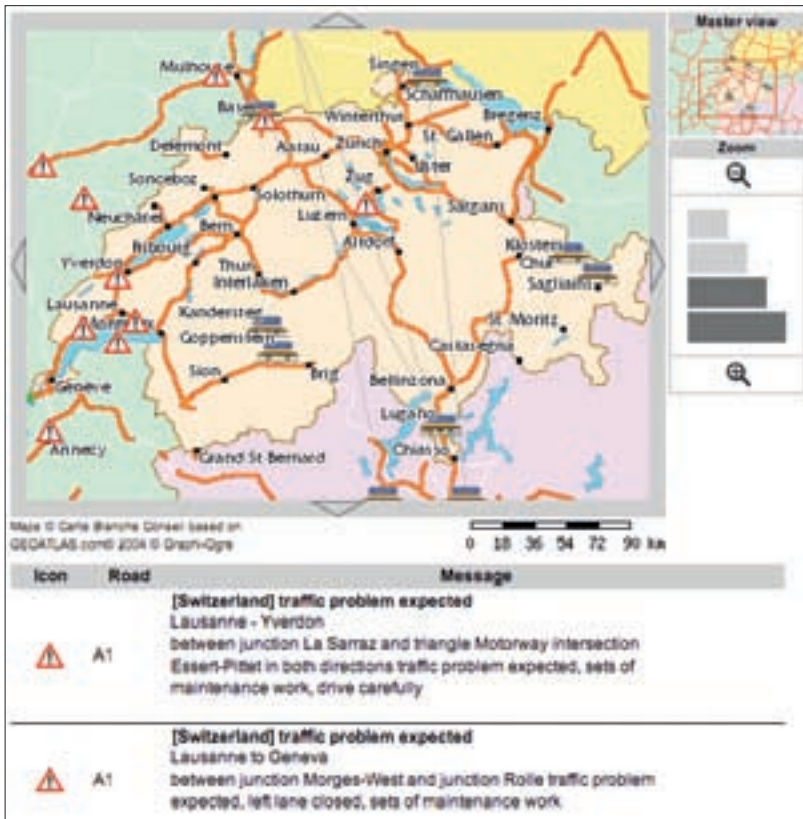 Master view
Mulhouse
Singen
Schaffhausen
Winterthur
Bregenz
St. Gallen
Delemont
Aarau
Zürich
Uster
Zoom
Sonceboz
Solothurn
Zug
Neuchâtel
Luzern
Sargans
Bern
Fribourg
Altdorf
Klosters
Yverdon
Thun
Chur
Interlaken
Sagliains
Lausanne
Kandersteg
St. Moritz
Goppenstein
Castasegna
Sion
Brig
Bellinzona
Genève
Lugano
Annecy
Grand St-Bernard
Chiasso
Maps © Carte Blanche Conseil based on
GEOATLAS.com® 2004 © Graphi-Ogre
0 18 36 54 72 90 km
Icon Road Message
[Switzerland] traffic problem expected
Lausanne - Yverdon
A1 between junction La Sarraz and triangle Motorway intersection
Essert-Pittet in both directions traffic problem expected, sets of
maintenance work, drive carefully
[Switzerland] traffic problem expected
Lausanne to Geneva
A1 between junction Morges-West and junction Rolle traffic problem
expected, left lane closed, sets of maintenance work